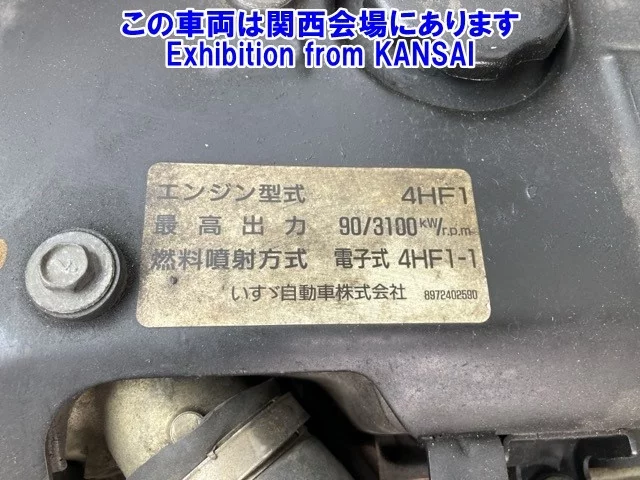 この車両は関西会場にあります
Exhibition from KANSAI
エンジン型式 4HF1
最高出力 90/3100kW/r.p.m
燃料噴射方式 電子式 4HF1-1
いすゞ自動車株式会社 8972402590